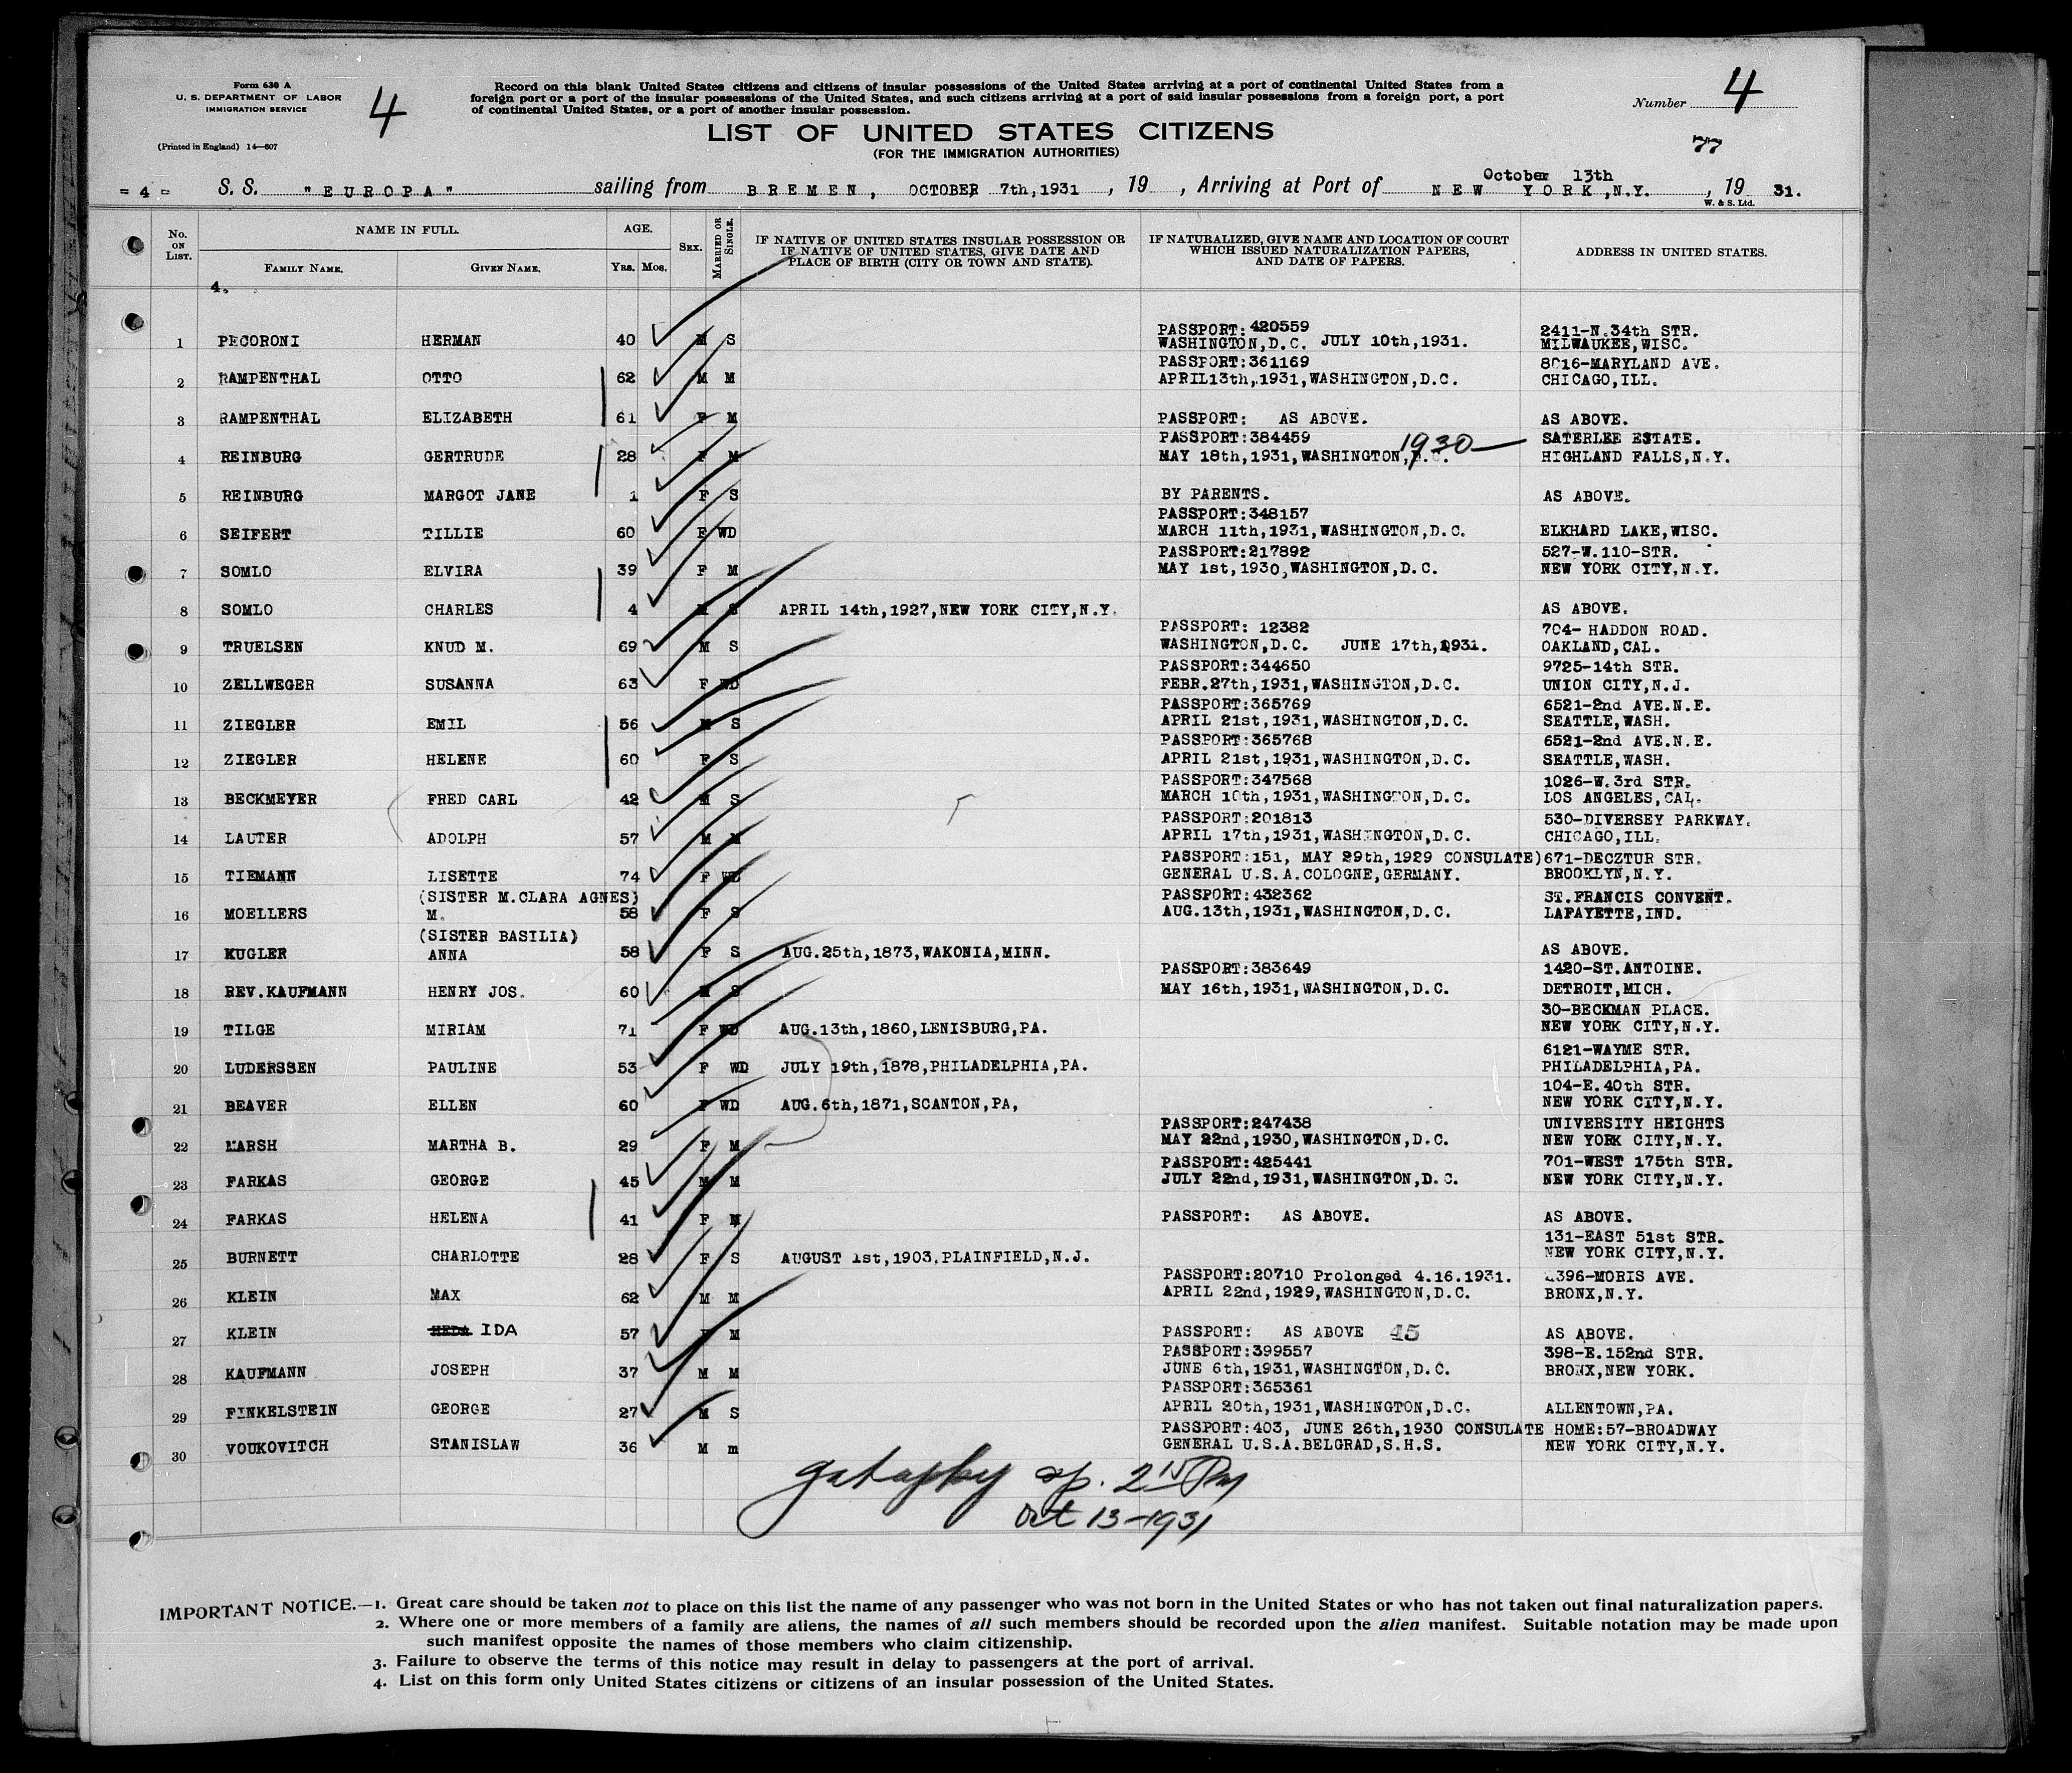 Form 630 A
U. S. DEPARTMENT OF LABOR
IMMIGRATION SERVICE
(Printed in England) 14—607
4
Record on this blank United States citizens and citizens of insular possessions of the United States arriving at a port of continental United States from a
foreign port or a port of the insular possessions of the United States, and such citizens arriving at a port of said insular possessions from a foreign port, a port
of continental United States, or a port of another insular possession.
Number 4
LIST OF UNITED STATES CITIZENS
(FOR THE IMMIGRATION AUTHORITIES)
77
= 4 = S. S. "EUROPA" sailing from BREMEN, OCTOBER 7th,1931 , 19 , Arriving at Port of October 13th NEW YORK,N.Y. , 19 31.
W. & S. Ltd.
No. ON LIST. NAME IN FULL. FAMILY NAME. GIVEN NAME. AGE. YRS. MOS. SEX. MARRIED OR SINGLE. IF NATIVE OF UNITED STATES INSULAR POSSESSION OR IF NATIVE OF UNITED STATES, GIVE DATE AND PLACE OF BIRTH (CITY OR TOWN AND STATE). IF NATURALIZED, GIVE NAME AND LOCATION OF COURT WHICH ISSUED NATURALIZATION PAPERS, AND DATE OF PAPERS. ADDRESS IN UNITED STATES.
4.
PASSPORT: 420559 2411-N.34th STR.
1 PECORONI HERMAN 40 M S WASHINGTON,D.C. JULY 10th,1931. MILWAUKEE,WISC.
PASSPORT:361169 8016-MARYLAND AVE.
2 RAMPENTHAL OTTO 62 M M APRIL13th,.1931,WASHINGTON,D.C. CHICAGO,ILL.
3 RAMPENTHAL ELIZABETH 61 F M PASSPORT: AS ABOVE. AS ABOVE.
PASSPORT:384459 1930— SATERLEE ESTATE.
4 REINBURG GERTRUDE 28 F M MAY 18th,1931,WASHINGTON,D.C. HIGHLAND FALLS,N.Y.
5 REINBURG MARGOT JANE 1 F S BY PARENTS. AS ABOVE.
PASSPORT:348157
6 SEIFERT TILLIE 60 F WD MARCH 11th,1931,WASHINGTON,D.C. ELKHARD LAKE,WISC.
PASSPORT:217892 527-W.110-STR.
7 SOMLO ELVIRA 39 F M MAY 1st,1930,WASHINGTON,D.C. NEW YORK CITY,N.Y.
8 SOMLO CHARLES 4 M S APRIL 14th,1927,NEW YORK CITY,N.Y. AS ABOVE.
PASSPORT: 12382 704- HADDON ROAD.
9 TRUELSEN KNUD M. 69 M S WASHINGTON,D.C. JUNE 17th,1931. OAKLAND,CAL.
PASSPORT:344650 9725-14th STR.
10 ZELLWEGER SUSANNA 63 F WD FEBR.27th,1931,WASHINGTON,D.C. UNION CITY,N.J.
PASSPORT:365769 6521-2nd AVE.N.E.
11 ZIEGLER EMIL 56 M S APRIL 21st,1931,WASHINGTON,D.C. SEATTLE,WASH.
PASSPORT:365768 6521-2nd AVE.N.E.
12 ZIEGLER HELENE 60 F S APRIL 21st,1931,WASHINGTON,D.C. SEATTLE,WASH.
PASSPORT:347568 1026-W.3rd STR.
13 BECKMEYER FRED CARL 42 M S MARCH 10th,1931,WASHINGTON,D.C. LOS ANGELES,CAL.
PASSPORT:201813 530-DIVERSEY PARKWAY.
14 LAUTER ADOLPH 57 M M APRIL 17th,1931,WASHINGTON,D.C. CHICAGO,ILL.
PASSPORT:151, MAY 29th,1929 CONSULATE) 671-DECZTUR STR.
15 TIEMANN LISETTE 74 F WD GENERAL U.S.A.COLOGNE,GERMANY. BROOKLYN,N.Y.
(SISTER M.CLARA AGNES) PASSPORT:432362 ST.FRANCIS CONVENT.
16 MOELLERS M. 58 F S AUG.13th,1931,WASHINGTON,D.C. LAFAYETTE,IND.
(SISTER BASILIA)
17 KUGLER ANNA 58 F S AUG.25th,1873,WAKONIA,MINN. AS ABOVE.
PASSPORT:383649 1420-ST.ANTOINE.
18 REV.KAUFMANN HENRY JOS. 60 M S MAY 16th,1931,WASHINGTON,D.C. DETROIT,MICH.
30-BECKMAN PLACE.
19 TILGE MIRIAM 71 F WD AUG.13th,1860,LENISBURG,PA. NEW YORK CITY,N.Y.
6121-WAYME STR.
20 LUDERSSEN PAULINE 53 F WD JULY 19th,1878,PHILADELPHIA,PA. PHILADELPHIA,PA.
104-E.40th STR.
21 BEAVER ELLEN 60 F WD AUG.6th,1871,SCANTON,PA, NEW YORK CITY,N.Y.
PASSPORT:247438 UNIVERSITY HEIGHTS
22 MARSH MARTHA B. 29 F M MAY 22nd,1930,WASHINGTON,D.C. NEW YORK CITY,N.Y.
PASSPORT:425441 701-WEST 175th STR.
23 FARKAS GEORGE 45 M M JULY 22nd,1931,WASHINGTON,D.C. NEW YORK CITY,N.Y.
24 FARKAS HELENA 41 F M PASSPORT: AS ABOVE. AS ABOVE.
131-EAST 51st STR.
25 BURNETT CHARLOTTE 28 F S AUGUST 1st,1903.PLAINFIELD,N.J. NEW YORK CITY,N.Y.
PASSPORT:20710 Prolonged 4.16.1931. 2396-MORIS AVE.
26 KLEIN MAX 62 M M APRIL 22nd,1929,WASHINGTON,D.C. BRONX,N.Y.
27 KLEIN HEDA IDA 57 F M PASSPORT: AS ABOVE 45 AS ABOVE.
PASSPORT:399557 398-E.152nd STR.
28 KAUFMANN JOSEPH 37 M M JUNE 6th,1931,WASHINGTON,D.C. BRONX,NEW YORK.
PASSPORT:365361
29 FINKELSTEIN GEORGE 27 M S APRIL 20th,1931,WASHINGTON,D.C. ALLENTOWN,PA.
PASSPORT:403, JUNE 26th,1930 CONSULATE HOME:57-BROADWAY
30 VOUKOVITCH STANISLAW 36 M m GENERAL U.S.A.BELGRAD,S.H.S. NEW YORK CITY,N.Y.
Oct 13-1931
IMPORTANT NOTICE.—1. Great care should be taken not to place on this list the name of any passenger who was not born in the United States or who has not taken out final naturalization papers.
2. Where one or more members of a family are aliens, the names of all such members should be recorded upon the alien manifest. Suitable notation may be made upon
such manifest opposite the names of those members who claim citizenship.
3. Failure to observe the terms of this notice may result in delay to passengers at the port of arrival.
4. List on this form only United States citizens or citizens of an insular possession of the United States.